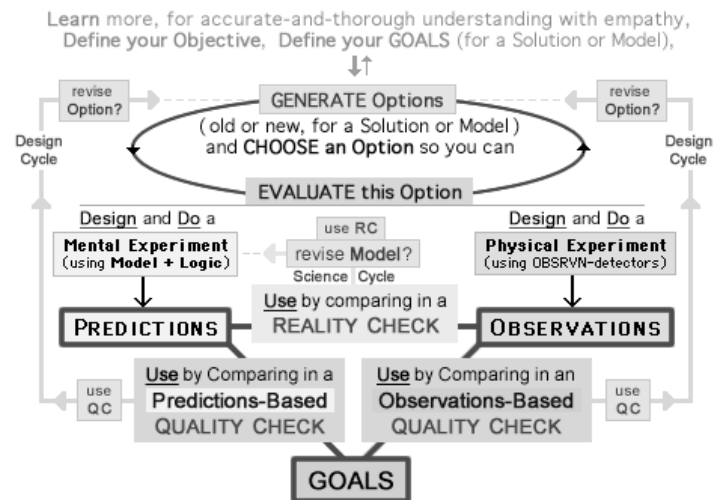 Learn more, for accurate-and-thorough understanding with empathy,
Define your Objective, Define your GOALS (for a Solution or Model),
revise
Option?
GENERATE Options
revise
Option?
(old or new, for a Solution or Model)
and CHOOSE an Option so you can
Design
Cycle
Design
Cycle
EVALUATE this Option
Design and Do a
Mental Experiment
(using Model + Logic)
use RC
revise Model?
Science Cycle
Design and Do a
Physical Experiment
(using OBSRVN-detectors)
Use by comparing in a
REALITY CHECK
PREDICTIONS
OBSERVATIONS
use
QC
Use by Comparing in a
Predictions-Based
QUALITY CHECK
Use by Comparing in an
Observations-Based
QUALITY CHECK
use
QC
GOALS